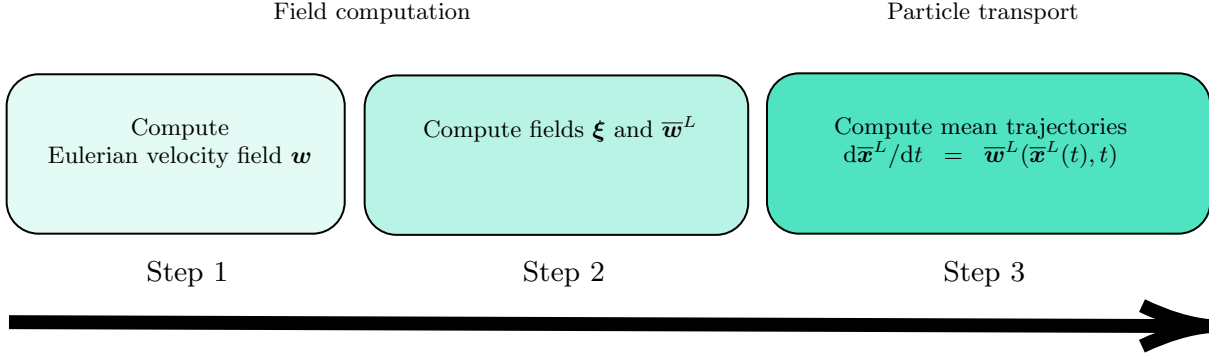 Field computation
Particle transport
Compute
Eulerian velocity field 𝒘
Compute fields 𝝃 and 𝒘̅ᴸ
Compute mean trajectories
d𝒙̅ᴸ/dt = 𝒘̅ᴸ(𝒙̅ᴸ(t), t)
Step 1
Step 2
Step 3